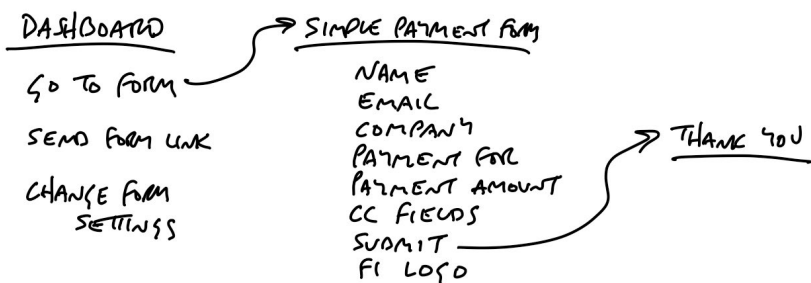 DASHBOARD
GO TO FORM
SEND FORM LINK
CHANGE FORM
SETTINGS
SIMPLE PAYMENT FORM
NAME
EMAIL
COMPANY
PAYMENT FOR
PAYMENT AMOUNT
CC FIELDS
SUBMIT
FI LOGO
THANK YOU